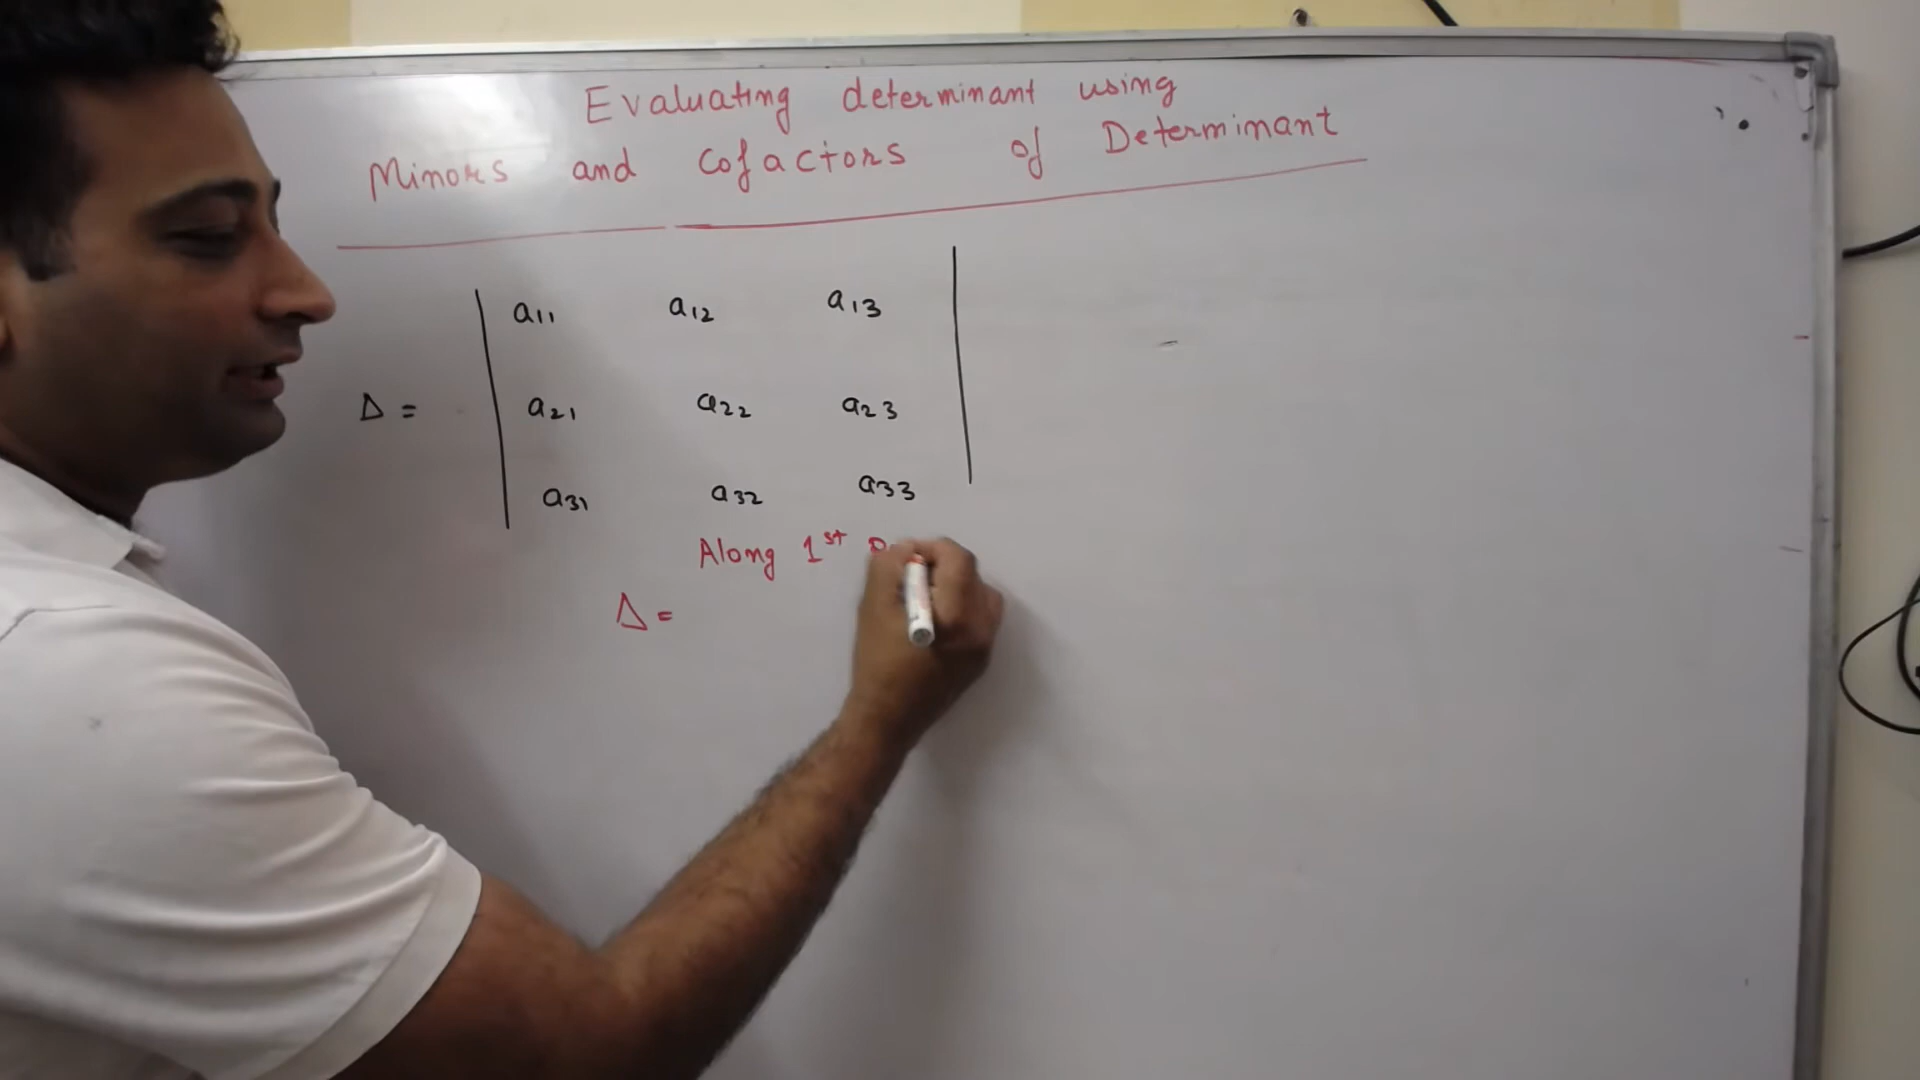 Evaluating determinant using
Minors and Cofactors of Determinant
a11 a12 a13
Δ = a21 a22 a23
a31 a32 a33
Along 1st
Δ =